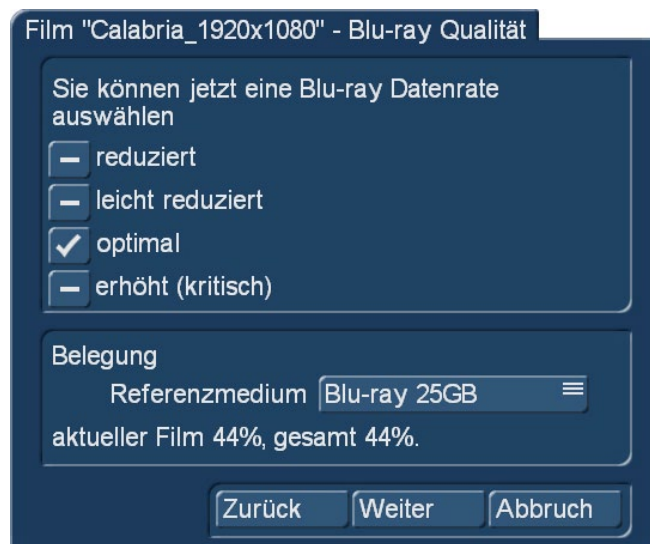 Film "Calabria_1920x1080" - Blu-ray Qualität
Sie können jetzt eine Blu-ray Datenrate
auswählen
reduziert
leicht reduziert
optimal
erhöht (kritisch)
Belegung
Referenzmedium Blu-ray 25GB
aktueller Film 44%, gesamt 44%.
Zurück Weiter Abbruch